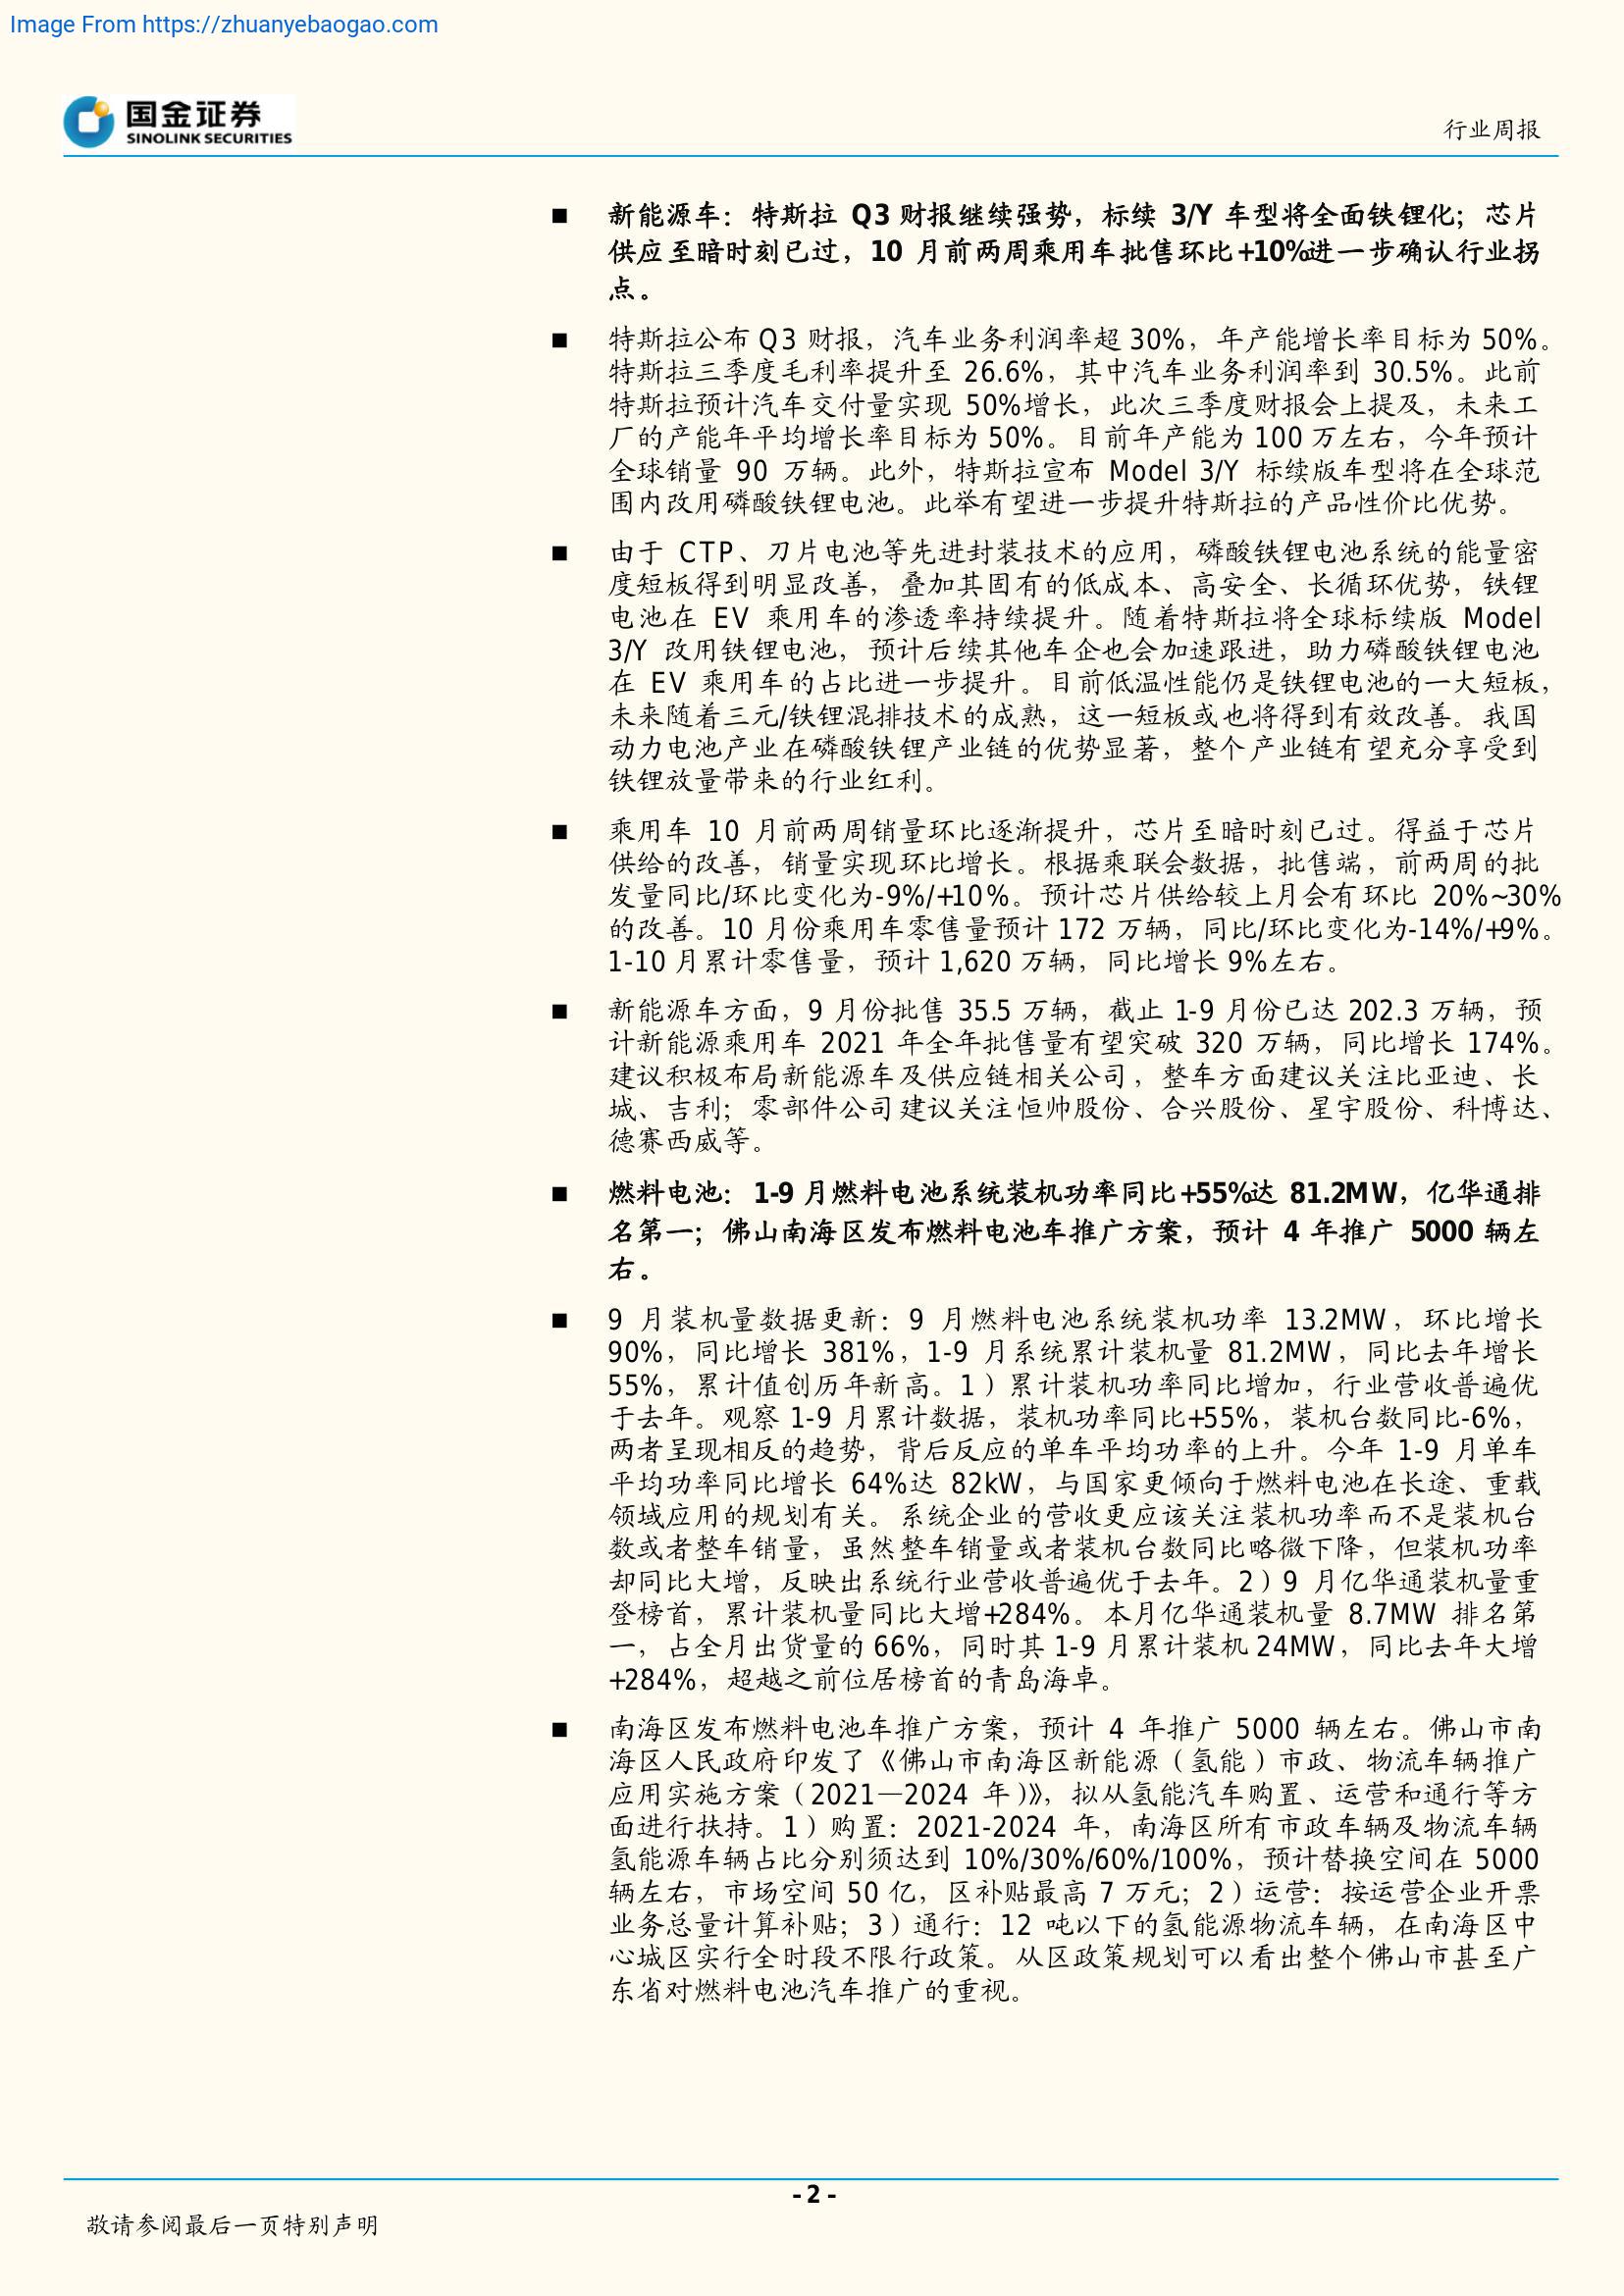 Image From https://zhuanyebaogao.com
国金证券
SINOLINK SECURITIES
行业周报
■ 新能源车：特斯拉 Q3 财报继续强势，标续 3/Y 车型将全面铁锂化；芯片
供应至暗时刻已过，10 月前两周乘用车批售环比+10%进一步确认行业拐
点。
■ 特斯拉公布 Q3 财报，汽车业务利润率超 30%，年产能增长率目标为 50%。
特斯拉三季度毛利率提升至 26.6%，其中汽车业务利润率到 30.5%。此前
特斯拉预计汽车交付量实现 50%增长，此次三季度财报会上提及，未来工
厂的产能年平均增长率目标为 50%。目前年产能为 100 万左右，今年预计
全球销量 90 万辆。此外，特斯拉宣布 Model 3/Y 标续版车型将在全球范
围内改用磷酸铁锂电池。此举有望进一步提升特斯拉的产品性价比优势。
■ 由于 CTP、刀片电池等先进封装技术的应用，磷酸铁锂电池系统的能量密
度短板得到明显改善，叠加其固有的低成本、高安全、长循环优势，铁锂
电池在 EV 乘用车的渗透率持续提升。随着特斯拉将全球标续版 Model
3/Y 改用铁锂电池，预计后续其他车企也会加速跟进，助力磷酸铁锂电池
在 EV 乘用车的占比进一步提升。目前低温性能仍是铁锂电池的一大短板，
未来随着三元/铁锂混排技术的成熟，这一短板或也将得到有效改善。我国
动力电池产业在磷酸铁锂产业链的优势显著，整个产业链有望充分享受到
铁锂放量带来的行业红利。
■ 乘用车 10 月前两周销量环比逐渐提升，芯片至暗时刻已过。得益于芯片
供给的改善，销量实现环比增长。根据乘联会数据，批售端，前两周的批
发量同比/环比变化为-9%/+10%。预计芯片供给较上月会有环比 20%~30%
的改善。10 月份乘用车零售量预计 172 万辆，同比/环比变化为-14%/+9%。
1-10 月累计零售量，预计 1,620 万辆，同比增长 9%左右。
■ 新能源车方面，9 月份批售 35.5 万辆，截止 1-9 月份已达 202.3 万辆，预
计新能源乘用车 2021 年全年批售量有望突破 320 万辆，同比增长 174%。
建议积极布局新能源车及供应链相关公司，整车方面建议关注比亚迪、长
城、吉利；零部件公司建议关注恒帅股份、合兴股份、星宇股份、科博达、
德赛西威等。
■ 燃料电池：1-9 月燃料电池系统装机功率同比+55%达 81.2MW，亿华通排
名第一；佛山南海区发布燃料电池车推广方案，预计 4 年推广 5000 辆左
右。
■ 9 月装机量数据更新：9 月燃料电池系统装机功率 13.2MW，环比增长
90%，同比增长 381%，1-9 月系统累计装机量 81.2MW，同比去年增长
55%，累计值创历年新高。1）累计装机功率同比增加，行业营收普遍优
于去年。观察 1-9 月累计数据，装机功率同比+55%，装机台数同比-6%，
两者呈现相反的趋势，背后反应的单车平均功率的上升。今年 1-9 月单车
平均功率同比增长 64%达 82kW，与国家更倾向于燃料电池在长途、重载
领域应用的规划有关。系统企业的营收更应该关注装机功率而不是装机台
数或者整车销量，虽然整车销量或者装机台数同比略微下降，但装机功率
却同比大增，反映出系统行业营收普遍优于去年。2）9 月亿华通装机量重
登榜首，累计装机量同比大增+284%。本月亿华通装机量 8.7MW 排名第
一，占全月出货量的 66%，同时其 1-9 月累计装机 24MW，同比去年大增
+284%，超越之前位居榜首的青岛海卓。
■ 南海区发布燃料电池车推广方案，预计 4 年推广 5000 辆左右。佛山市南
海区人民政府印发了《佛山市南海区新能源（氢能）市政、物流车辆推广
应用实施方案（2021—2024 年）》，拟从氢能汽车购置、运营和通行等方
面进行扶持。1）购置：2021-2024 年，南海区所有市政车辆及物流车辆
氢能源车辆占比分别须达到 10%/30%/60%/100%，预计替换空间在 5000
辆左右，市场空间 50 亿，区补贴最高 7 万元；2）运营：按运营企业开票
业务总量计算补贴；3）通行：12 吨以下的氢能源物流车辆，在南海区中
心城区实行全时段不限行政策。从区政策规划可以看出整个佛山市甚至广
东省对燃料电池汽车推广的重视。
- 2 -
敬请参阅最后一页特别声明